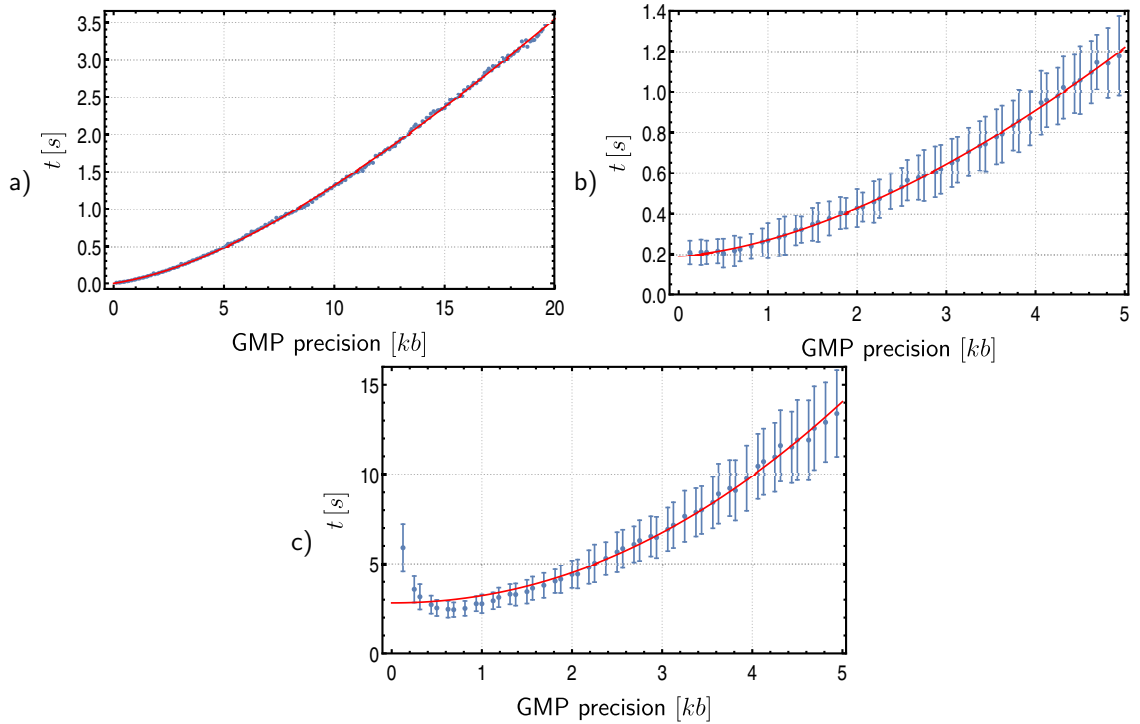 a)
t [s]
3.5
3.0
2.5
2.0
1.5
1.0
0.5
0.0
0 5 10 15 20
GMP precision [kb]
b)
t [s]
1.4
1.2
1.0
0.8
0.6
0.4
0.2
0.0
0 1 2 3 4 5
GMP precision [kb]
c)
t [s]
15
10
5
0
0 1 2 3 4 5
GMP precision [kb]